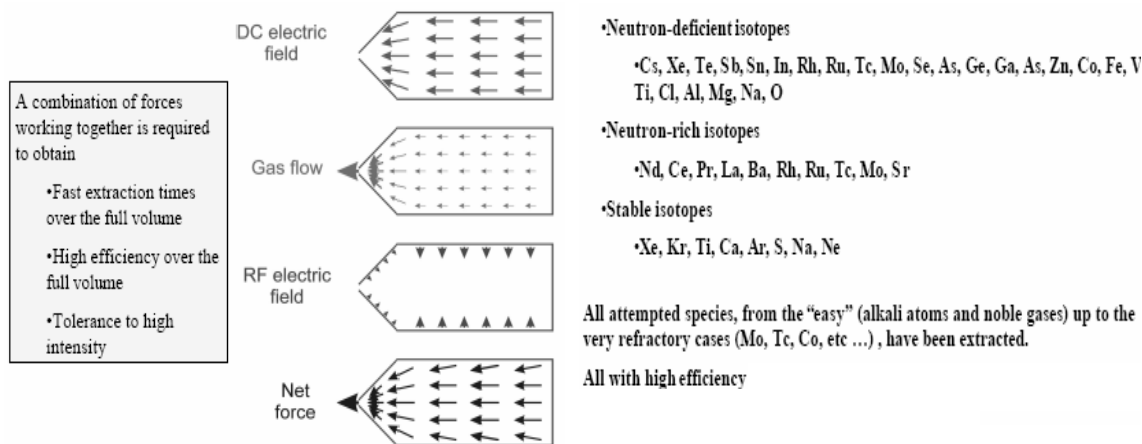 A combination of forces
working together is required
to obtain
•Fast extraction times
over the full volume
•High efficiency over the
full volume
•Tolerance to high
intensity
DC electric
field
Gas flow
RF electric
field
Net
force
•Neutron-deficient isotopes
•Cs, Xe, Te, Sb, Sn, In, Rh, Ru, Tc, Mo, Se, As, Ge, Ga, As, Zn, Co, Fe, V
Ti, Cl, Al, Mg, Na, O
•Neutron-rich isotopes
•Nd, Ce, Pr, La, Ba, Rh, Ru, Tc, Mo, Sr
•Stable isotopes
•Xe, Kr, Ti, Ca, Ar, S, Na, Ne
All attempted species, from the “easy” (alkali atoms and noble gases) up to the
very refractory cases (Mo, Tc, Co, etc ...) , have been extracted.
All with high efficiency